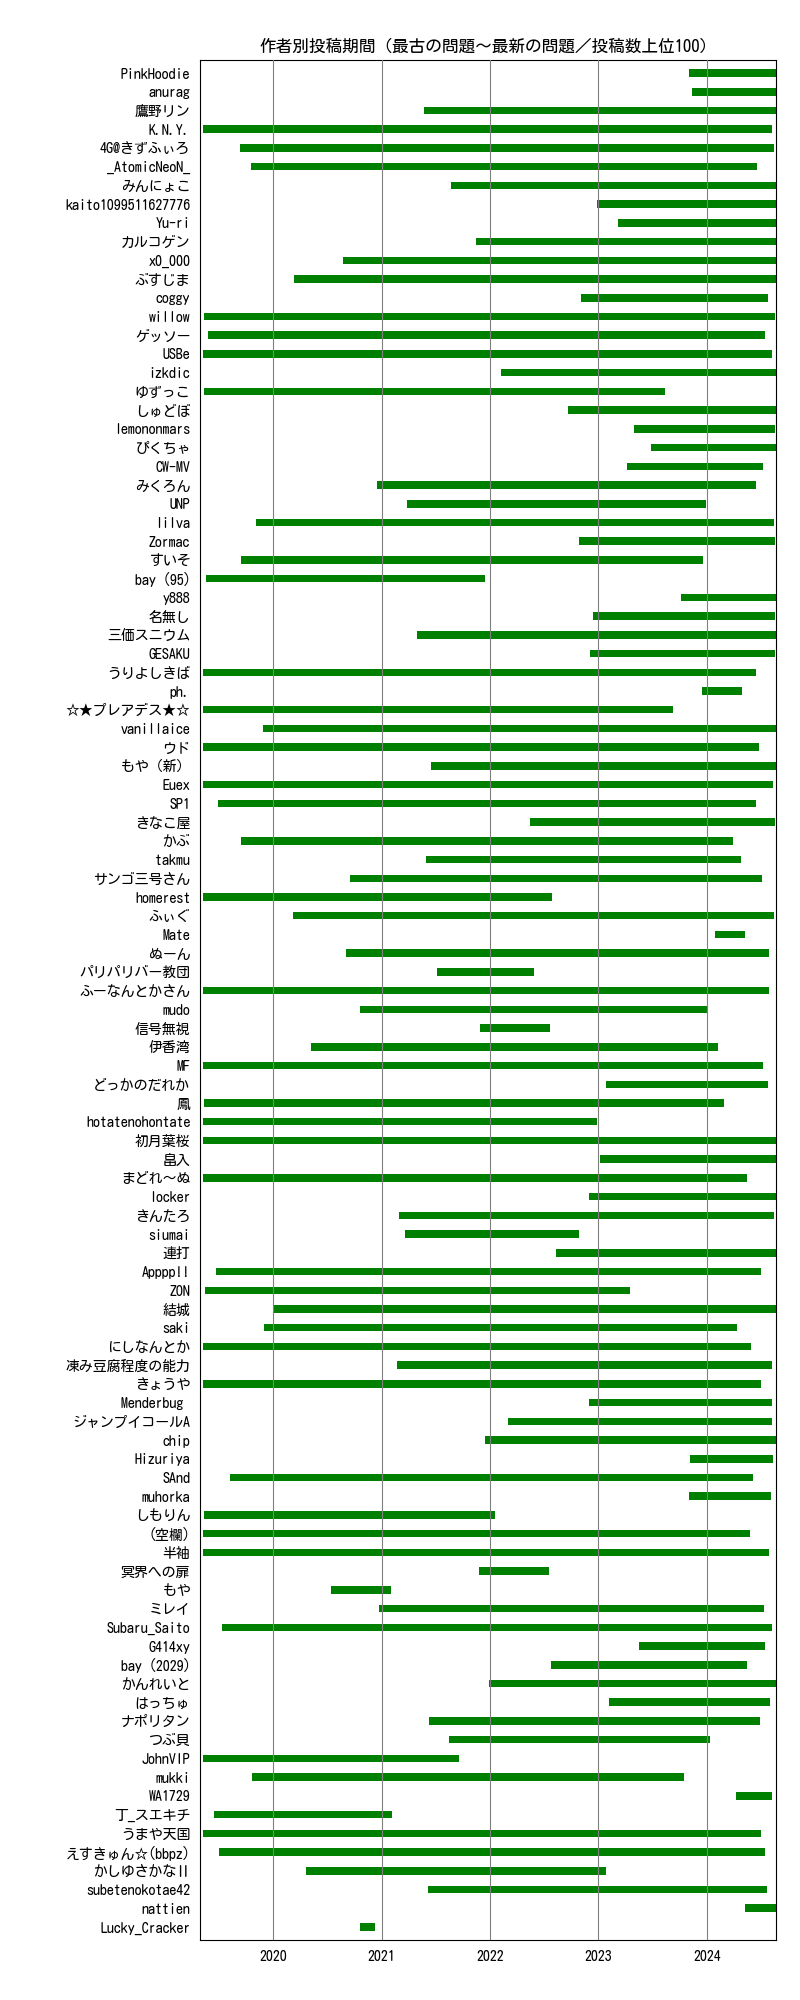 作者別投稿期間（最古の問題～最新の問題／投稿数上位100）
PinkHoodie
anurag
鷹野リン
K.N.Y.
4G@きずふぃろ
_AtomicNeoN_
みんにょこ
kaito1099511627776
Yu-ri
カルコゲン
x0_000
ぶすじま
coggy
willow
ゲッソー
USBe
izkdic
ゆずっこ
しゅどぼ
lemononmars
ぴくちゃ
CW-MV
みくろん
UNP
lilva
Zormac
すいそ
bay (95)
y888
名無し
三価スニウム
GESAKU
うりよしきば
ph.
☆★プレアデス★☆
vanillaice
ウド
もや（新）
Euex
SP1
きなこ屋
かぶ
takmu
サンゴ三号さん
homerest
ふぃぐ
Mate
ぬーん
パリパリバー教団
ふーなんとかさん
mudo
信号無視
伊香湾
MF
どっかのだれか
鳳
hotatenohontate
初月葉桜
畠入
まどれ～ぬ
locker
きんたろ
siumai
連打
Appppll
ZON
結城
saki
にしなんとか
凍み豆腐程度の能力
きょうや
Menderbug
ジャンプイコールA
chip
Hizuriya
SAnd
muhorka
しもりん
(空欄)
半袖
冥界への扉
もや
ミレイ
Subaru_Saito
G414xy
bay (2029)
かんれいと
はっちゅ
ナポリタン
つぶ貝
JohnVIP
mukki
WA1729
丁_スエキチ
うまや天国
えすきゅん☆(bbpz)
かしゆさかなII
subetenokotae42
nattien
Lucky_Cracker
2020 2021 2022 2023 2024